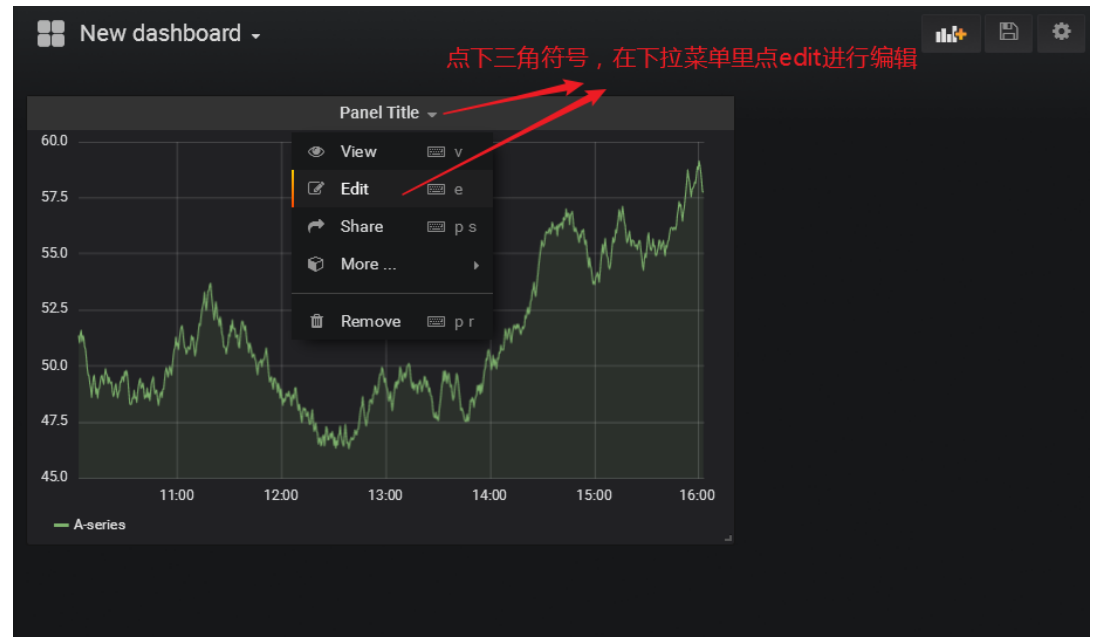 New dashboard
点下三角符号，在下拉菜单里点edit进行编辑
Panel Title
60.0
57.5
55.0
52.5
50.0
47.5
45.0
View v
Edit e
Share p s
More ...
Remove p r
11:00 12:00 13:00 14:00 15:00 16:00
A-series